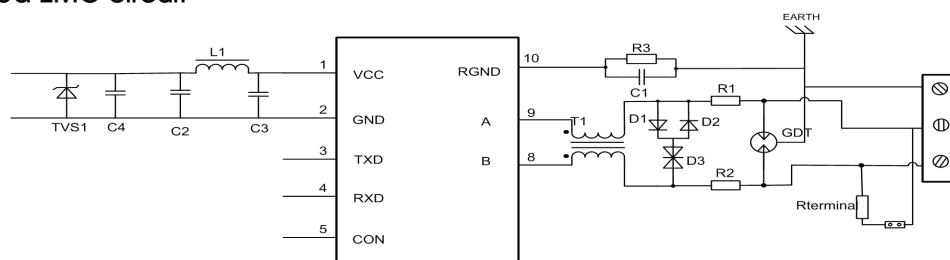 EARTH
L1
R3
1
VCC
RGND
10
C1
R1
2
GND
A
9
T1
D1
D2
GDT
TVS1
C4
C2
C3
3
TXD
B
8
D3
R2
4
RXD
Rterminal
5
CON